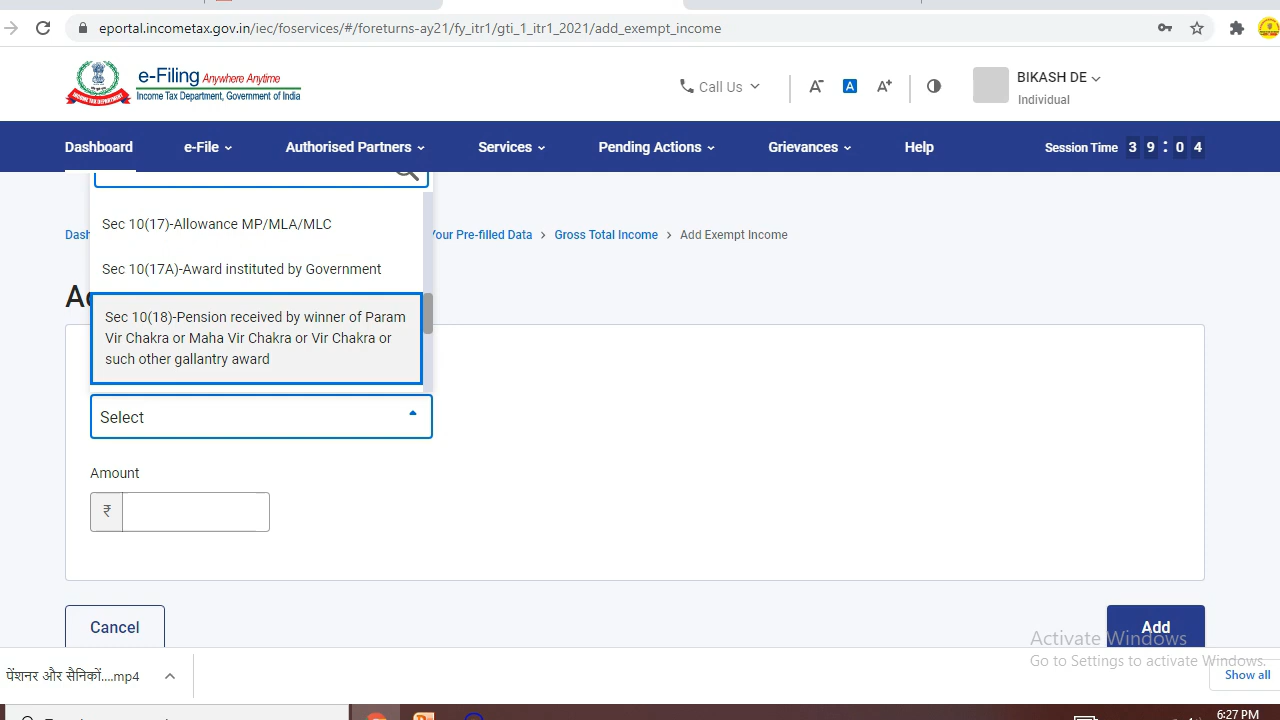 eportal.incometax.gov.in/iec/foservices/#/foreturns-ay21/fy_itr1/gti_1_itr1_2021/add_exempt_income
e-Filing Anywhere Anytime
Income Tax Department, Government of India
Call Us
A-
A
A+
BIKASH DE
Individual
Dashboard
e-File
Authorised Partners
Services
Pending Actions
Grievances
Help
Session Time 3 9 : 0 4
Sec 10(17)-Allowance MP/MLA/MLC
Your Pre-filled Data > Gross Total Income > Add Exempt Income
Sec 10(17A)-Award instituted by Government
Sec 10(18)-Pension received by winner of Param
Vir Chakra or Maha Vir Chakra or Vir Chakra or
such other gallantry award
Select
Amount
₹
Cancel
Add
Activate Windows
Go to Settings to activate Windows.
पेंशनर और सैनिकों....mp4
Show all
6:27 PM